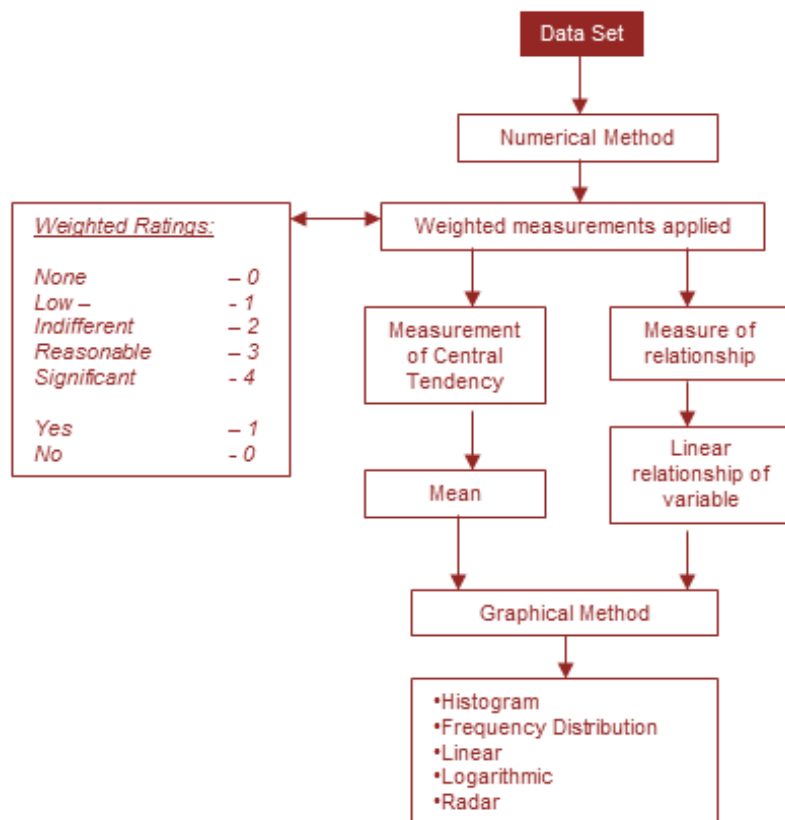 Data Set
Numerical Method
Weighted measurements applied
Weighted Ratings:
None – 0
Low – - 1
Indifferent – 2
Reasonable – 3
Significant - 4
Yes – 1
No - 0
Measurement
of Central
Tendency
Measure of
relationship
Mean
Linear
relationship of
variable
Graphical Method
•Histogram
•Frequency Distribution
•Linear
•Logarithmic
•Radar